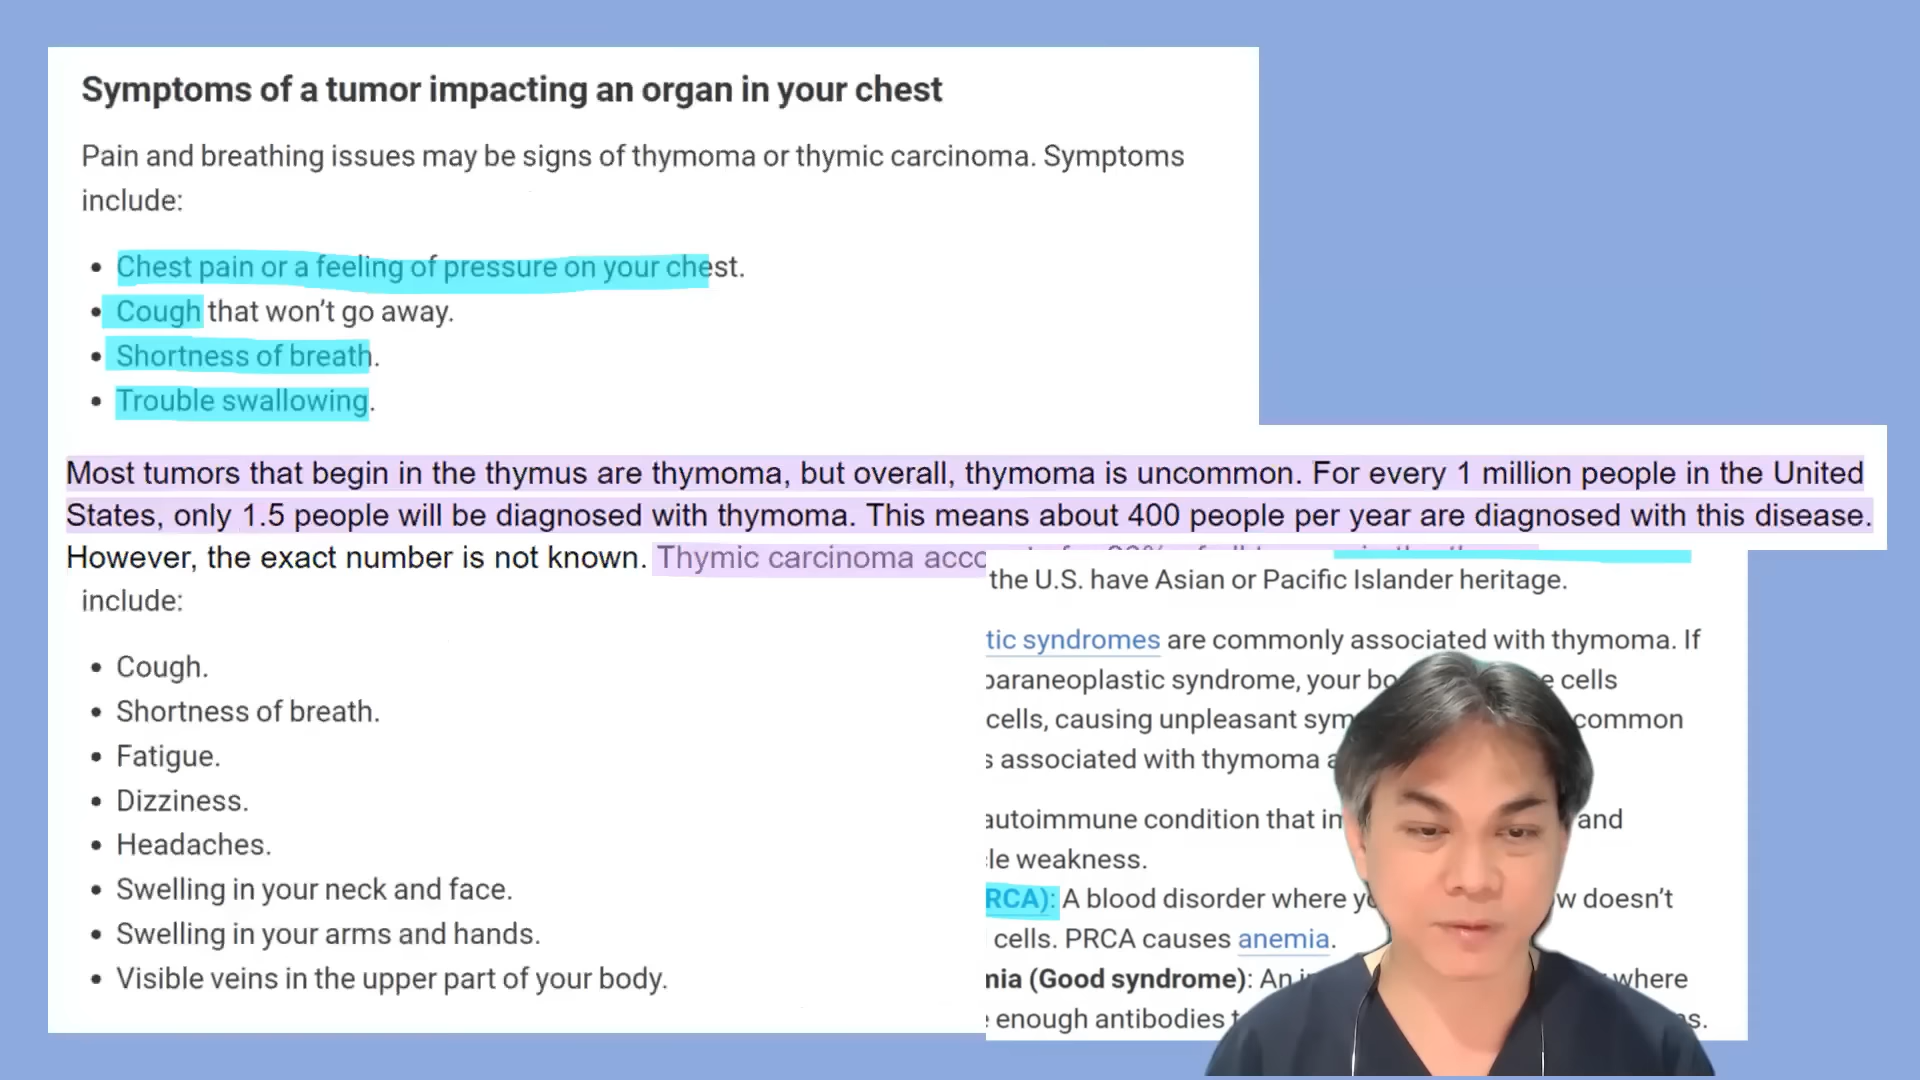 Symptoms of a tumor impacting an organ in your chest
Pain and breathing issues may be signs of thymoma or thymic carcinoma. Symptoms
include:
• Chest pain or a feeling of pressure on your chest.
• Cough that won’t go away.
• Shortness of breath.
• Trouble swallowing.
Most tumors that begin in the thymus are thymoma, but overall, thymoma is uncommon. For every 1 million people in the United
States, only 1.5 people will be diagnosed with thymoma. This means about 400 people per year are diagnosed with this disease.
However, the exact number is not known. Thymic carcinoma
include:
• Cough.
• Shortness of breath.
• Fatigue.
• Dizziness.
• Headaches.
• Swelling in your neck and face.
• Swelling in your arms and hands.
• Visible veins in the upper part of your body.
the U.S. have Asian or Pacific Islander heritage.
tic syndromes are commonly associated with thymoma. If
paraneoplastic syndrome, your cells
cells, causing unpleasant common
associated with thymoma
autoimmune condition that and
weakness.
RCA): A blood disorder where doesn’t
cells. PRCA causes anemia.
(Good syndrome): where
enough antibodies